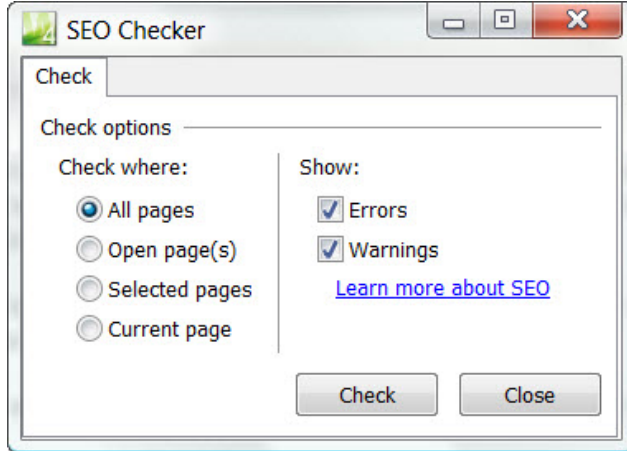 SEO Checker
Check
Check options
Check where:
All pages
Open page(s)
Selected pages
Current page
Show:
Errors
Warnings
Learn more about SEO
Check
Close